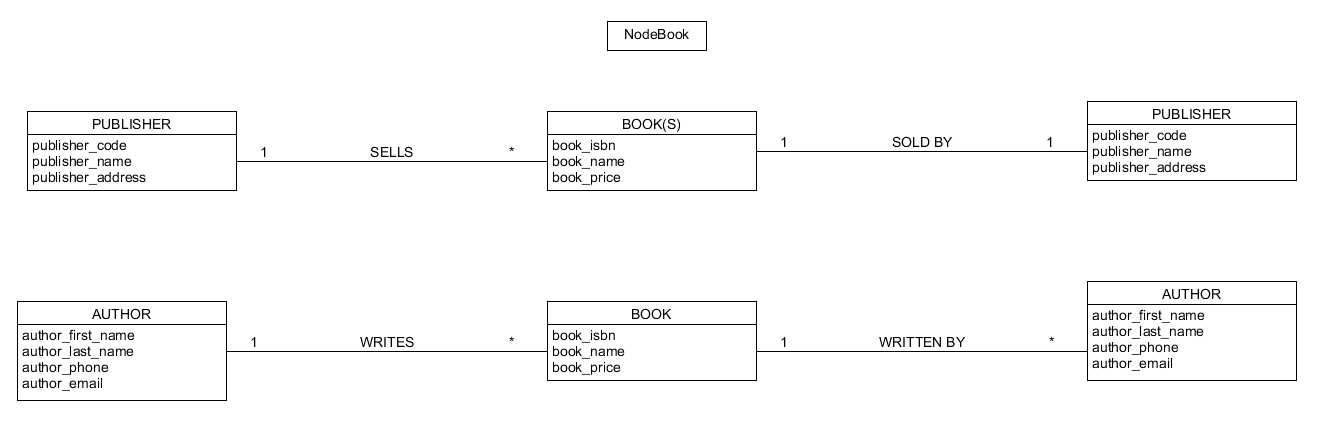 NodeBook
PUBLISHER
publisher_code
publisher_name
publisher_address
1 SELLS *
BOOK(S)
book_isbn
book_name
book_price
1 SOLD BY 1
PUBLISHER
publisher_code
publisher_name
publisher_address
AUTHOR
author_first_name
author_last_name
author_phone
author_email
1 WRITES *
BOOK
book_isbn
book_name
book_price
1 WRITTEN BY *
AUTHOR
author_first_name
author_last_name
author_phone
author_email